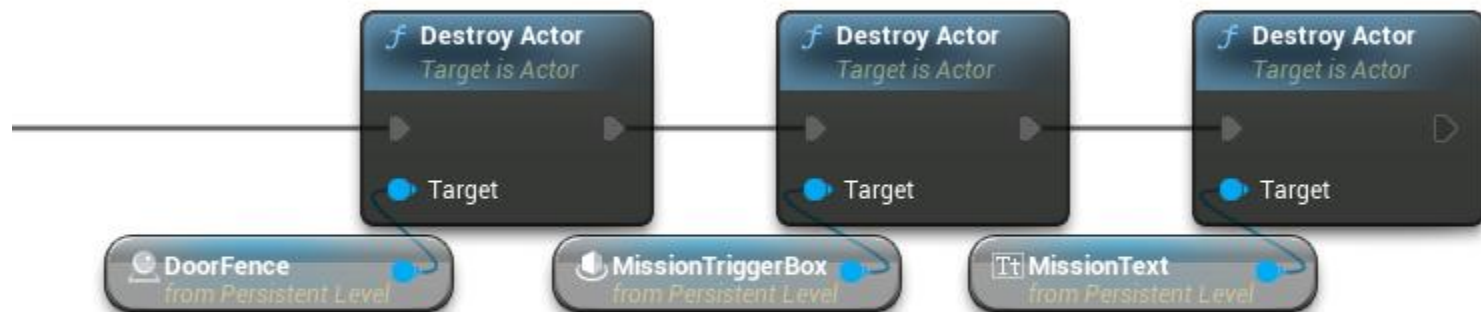 f Destroy Actor
Target is Actor
f Destroy Actor
Target is Actor
f Destroy Actor
Target is Actor
Target
Target
Target
DoorFence
from Persistent Level
MissionTriggerBox
from Persistent Level
Tt MissionText
from Persistent Level